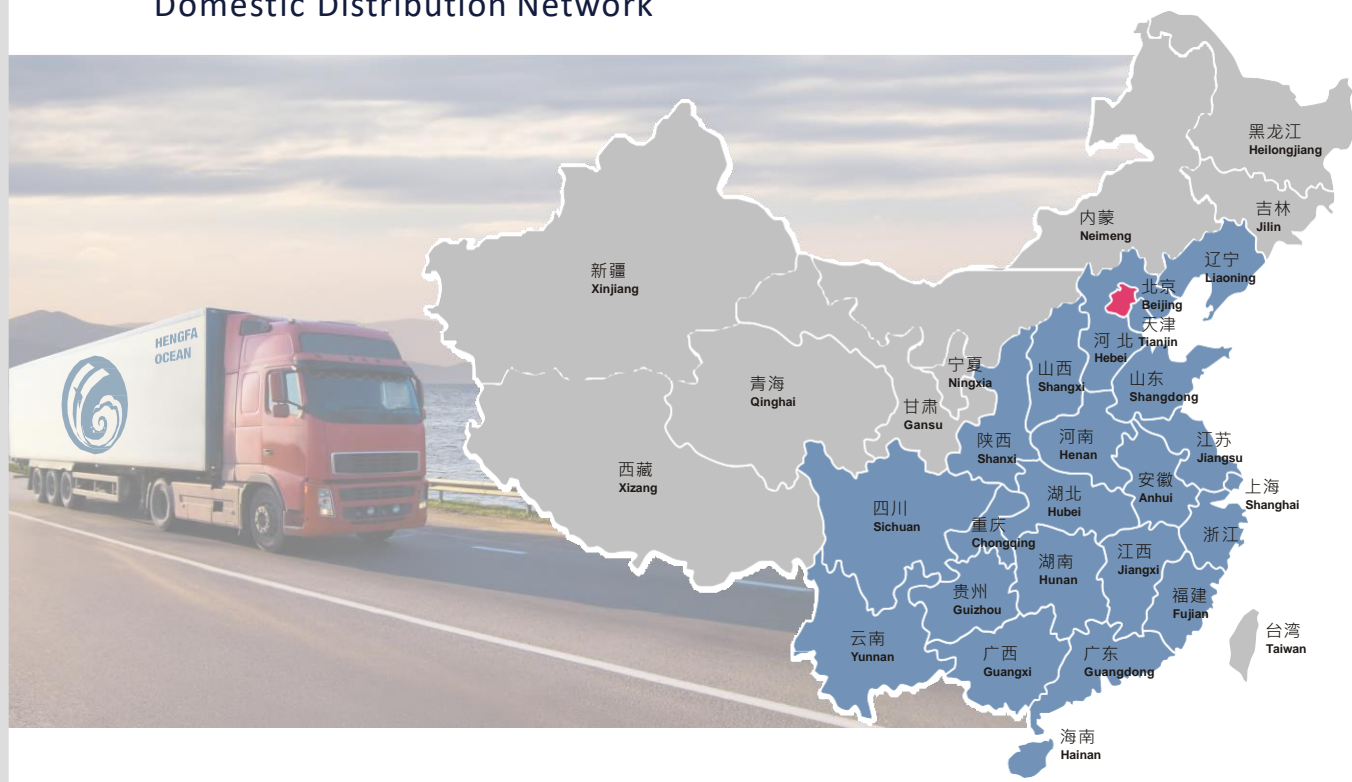 Domestic Distribution Network
HENGFA
OCEAN
黑龙江
Heilongjiang
吉林
Jilin
内蒙
Neimeng
辽宁
Liaoning
新疆
Xinjiang
北京
Beijing
天津
Tianjin
河北
Hebei
宁夏
Ningxia
山西
Shangxi
山东
Shangdong
青海
Qinghai
甘肃
Gansu
陕西
Shanxi
河南
Henan
江苏
Jiangsu
西藏
Xizang
安徽
Anhui
上海
Shanghai
四川
Sichuan
湖北
Hubei
重庆
Chongqing
浙江
湖南
Hunan
江西
Jiangxi
贵州
Guizhou
福建
Fujian
云南
Yunnan
广西
Guangxi
广东
Guangdong
台湾
Taiwan
海南
Hainan